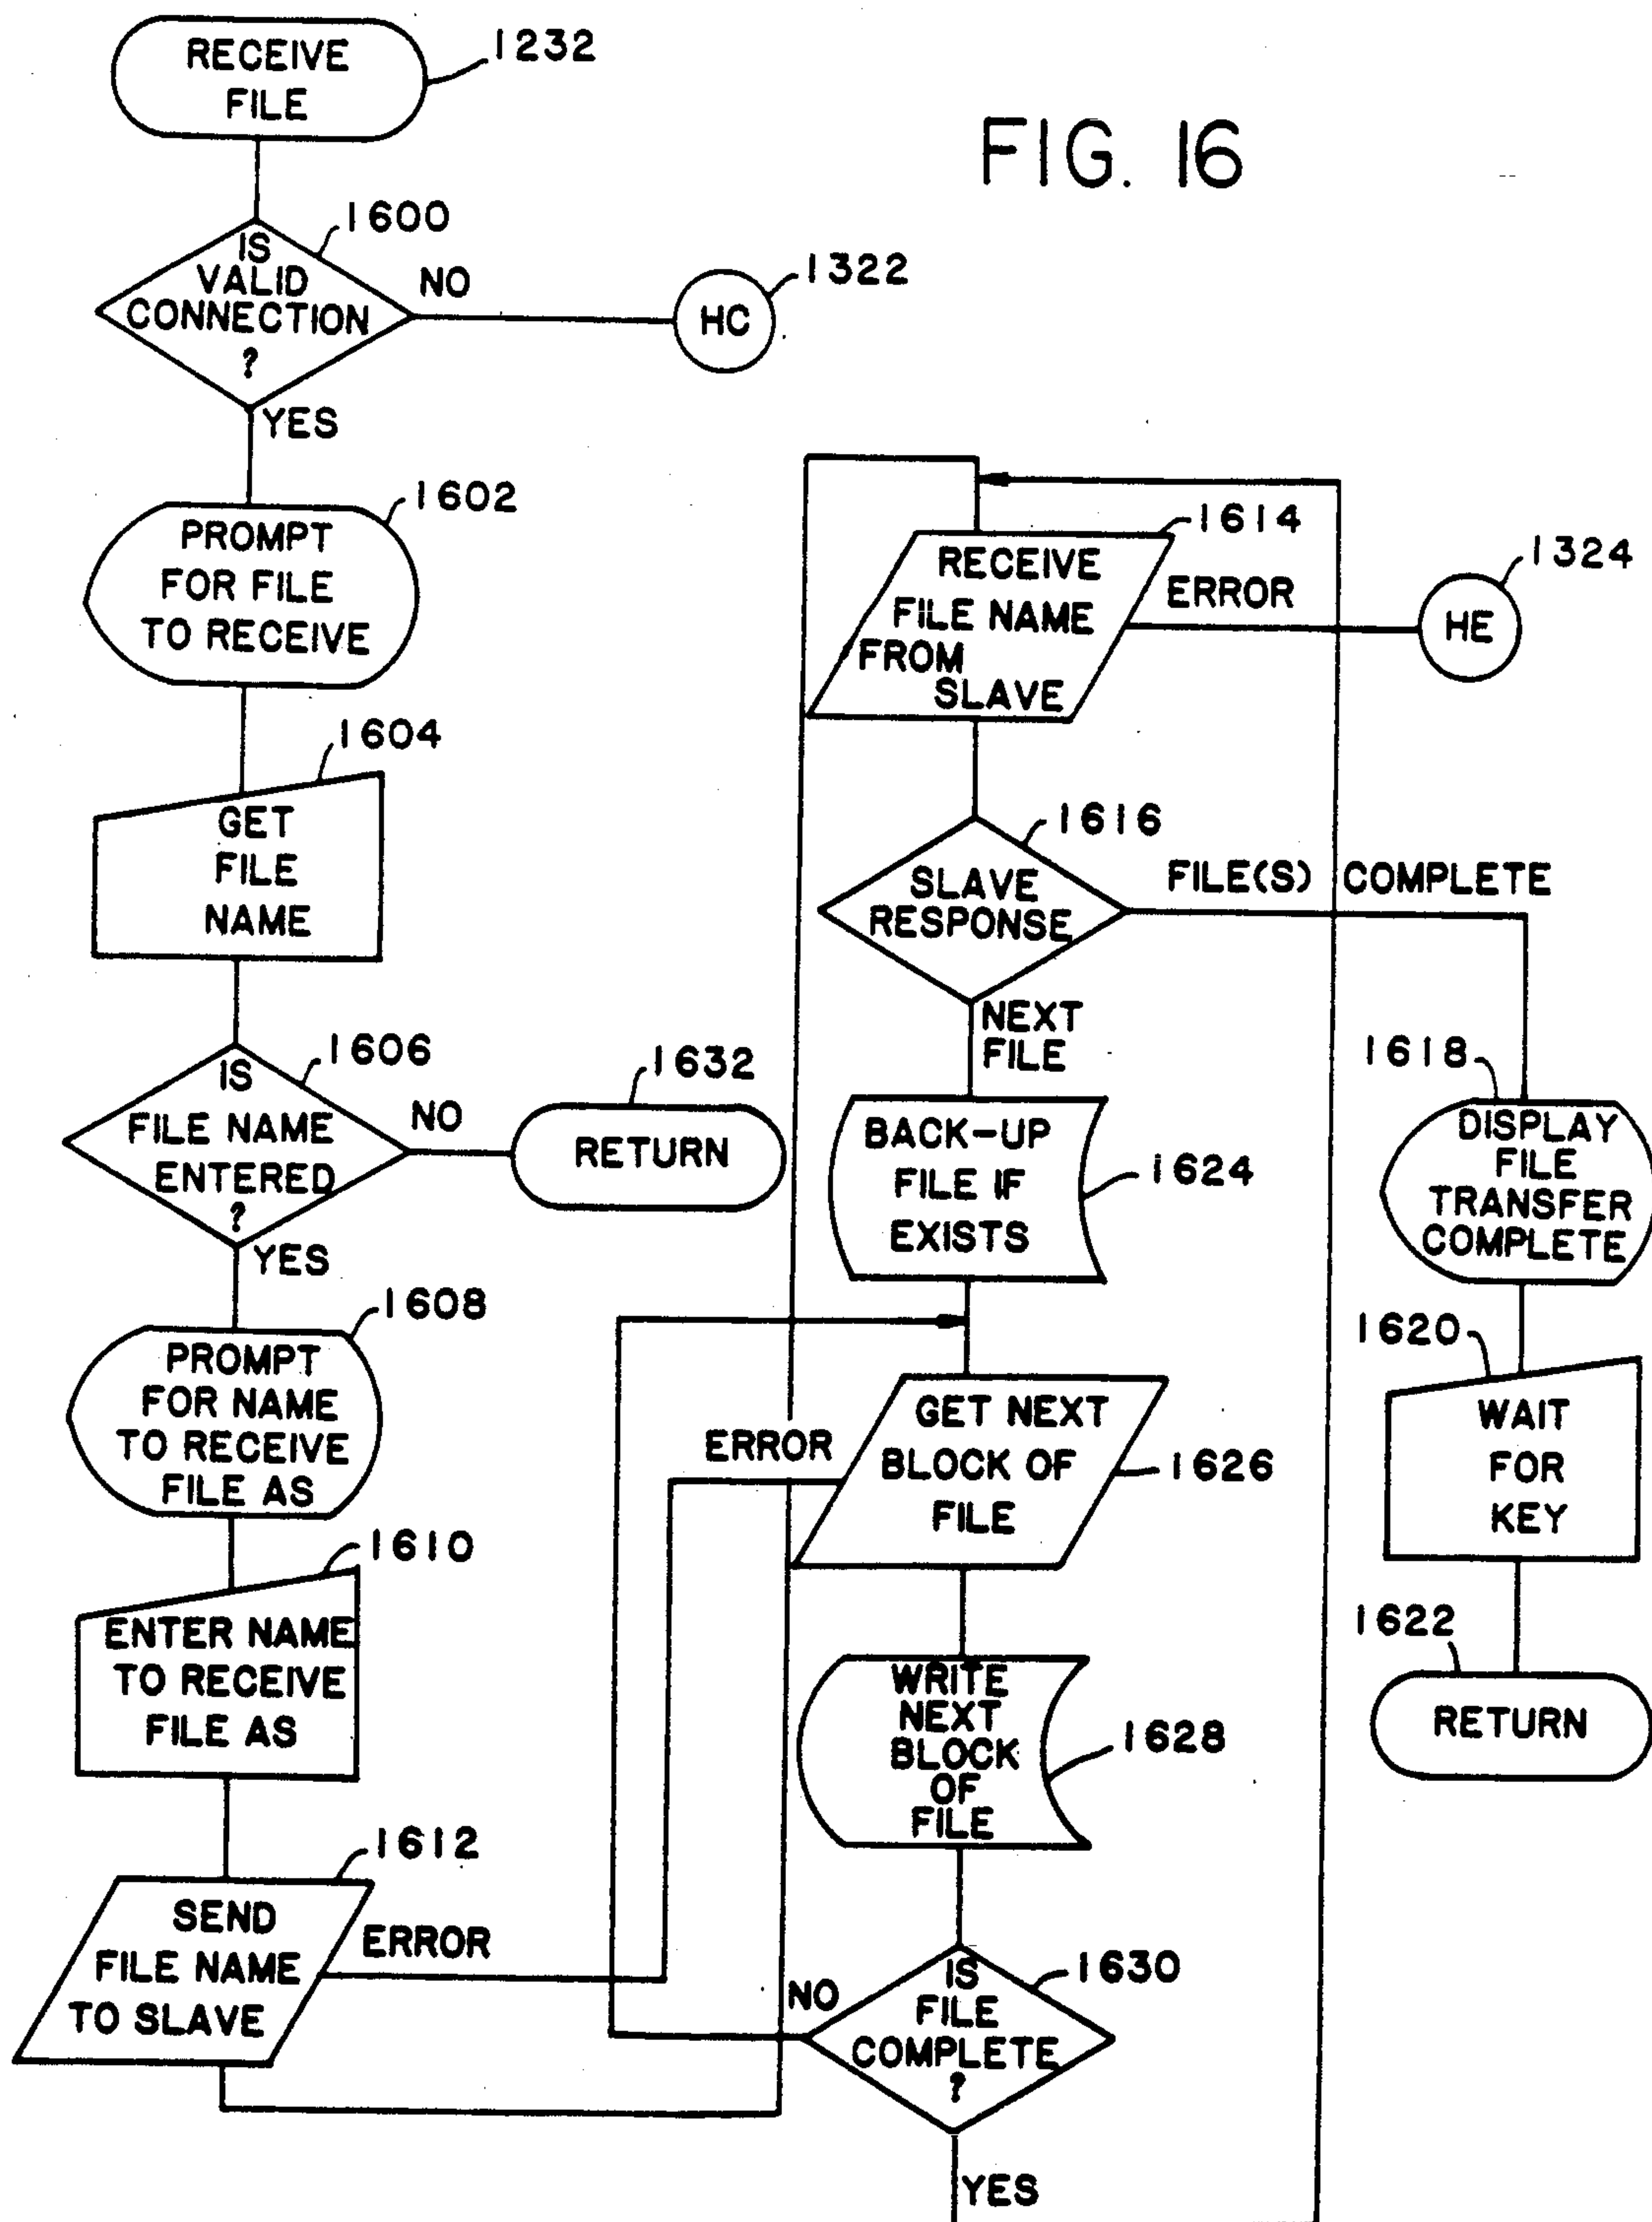 RECEIVE
FILE
1232
FIG. 16
1600
IS
VALID
CONNECTION
?
NO
1322
HC
YES
1602
PROMPT
FOR FILE
TO RECEIVE
1604
GET
FILE
NAME
1606
IS
FILE NAME
ENTERED
?
NO
1632
RETURN
YES
1608
PROMPT
FOR NAME
TO RECEIVE
FILE AS
1610
ENTER NAME
TO RECEIVE
FILE AS
1612
SEND
FILE NAME
TO SLAVE
ERROR
1614
RECEIVE
FILE NAME
FROM
SLAVE
ERROR
1324
HE
1616
SLAVE
RESPONSE
FILE(S) COMPLETE
NEXT
FILE
BACK-UP
FILE IF
EXISTS
1624
ERROR
GET NEXT
BLOCK OF
FILE
1626
WRITE
NEXT
BLOCK
OF
FILE
1628
1630
IS
FILE
COMPLETE
?
NO
YES
1618
DISPLAY
FILE
TRANSFER
COMPLETE
1620
WAIT
FOR
KEY
1622
RETURN